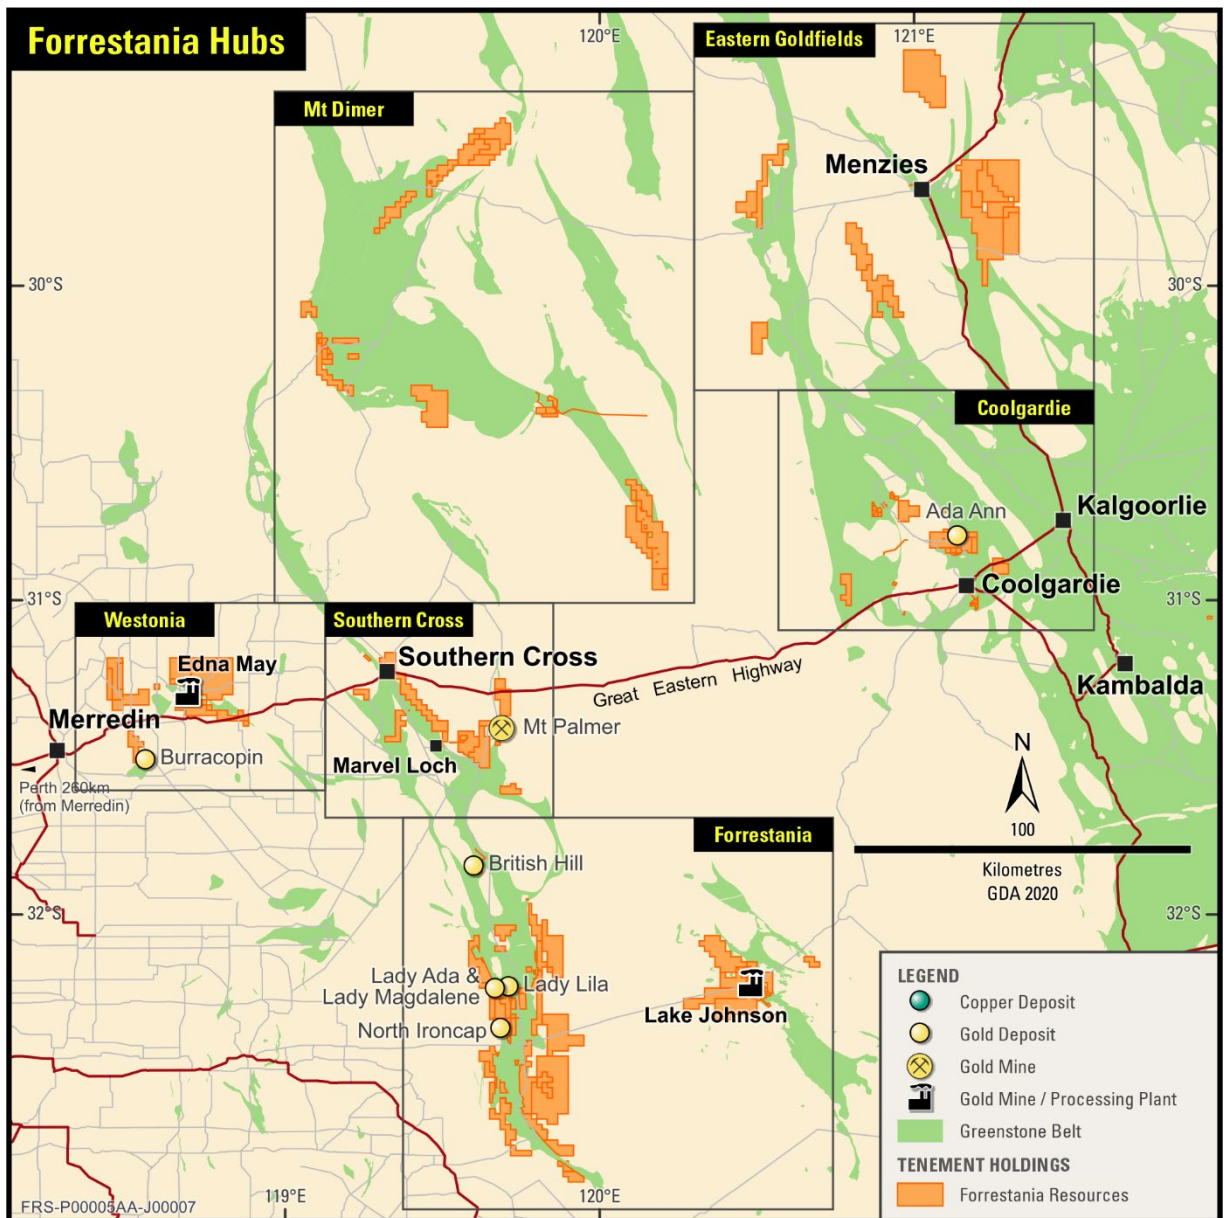 Forrestania Hubs
120°E
Eastern Goldfields
121°E
Mt Dimer
Menzies
30°S
30°S
Coolgardie
Ada Ann
Kalgoorlie
Coolgardie
31°S
31°S
Westonia
Southern Cross
Edna May
Southern Cross
Great Eastern Highway
Kambalda
Merredin
Mt Palmer
Burracopin
Marvel Loch
Perth 260km
(from Merredin)
N
100
Kilometres
GDA 2020
Forrestania
British Hill
32°S
32°S
Lady Ada &
Lady Magdalene
Lady Lila
North Ironcap
Lake Johnson
LEGEND
Copper Deposit
Gold Deposit
Gold Mine
Gold Mine / Processing Plant
Greenstone Belt
TENEMENT HOLDINGS
Forrestania Resources
119°E
120°E
FRS-P00005AA-J00007